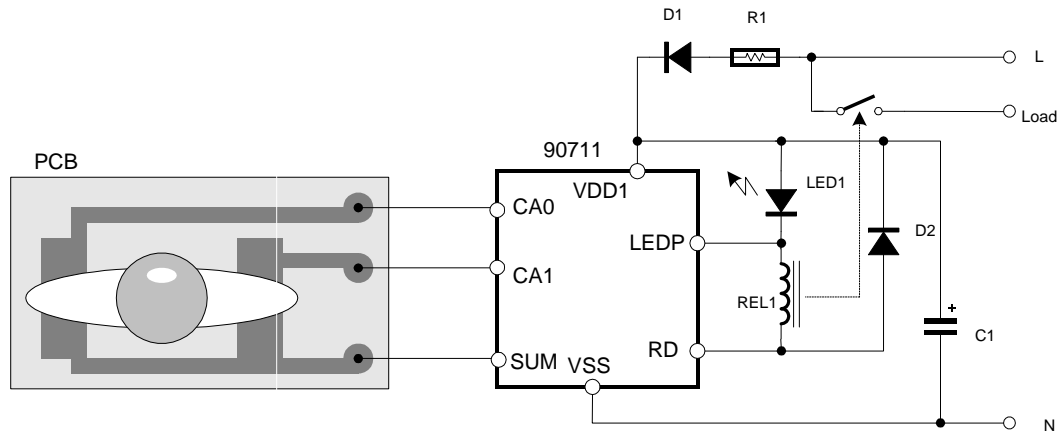 D1
R1
L
Load
PCB
90711
VDD1
LED1
CA0
LEDP
D2
CA1
REL1
+
C1
RD
SUM
VSS
N